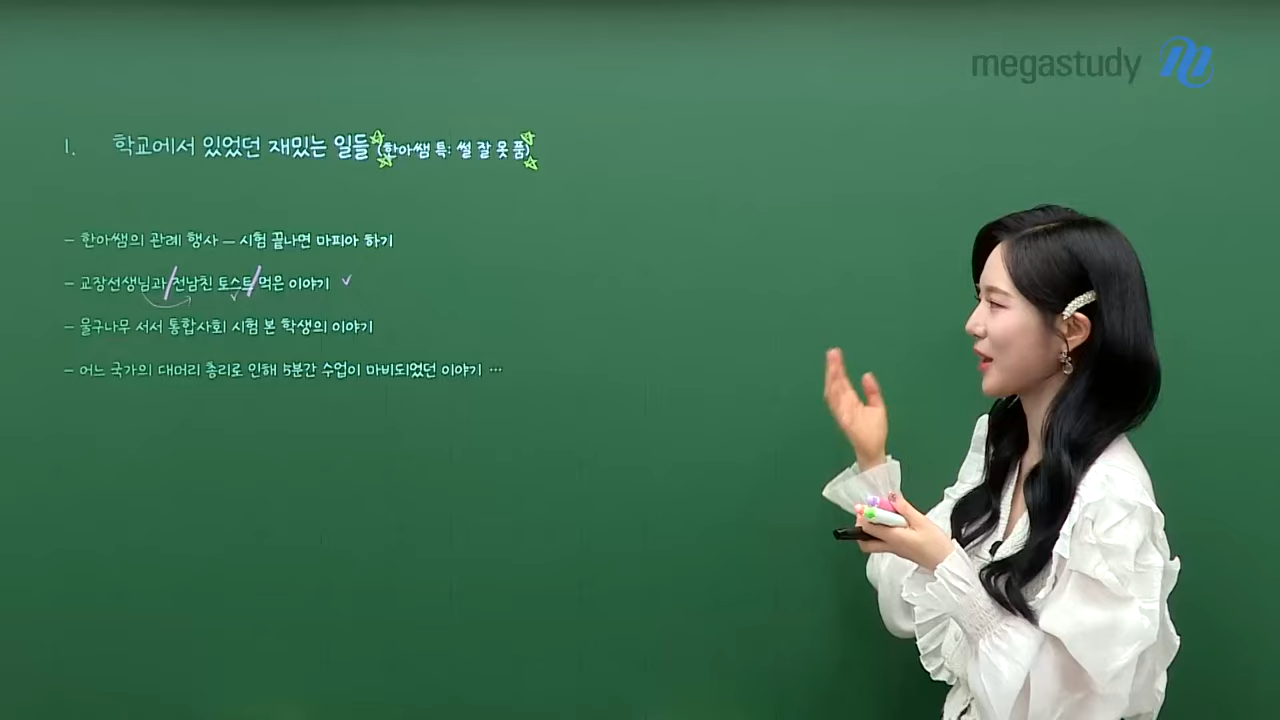 megastudy
1. 학교에서 있었던 재밌는 일들 (한아쌤 특: 썰 잘 못 품)
- 한아쌤의 관례 행사 - 시험 끝나면 마피아 하기
- 교장선생님과/전남친 토스트/먹은 이야기 ✓
- 물구나무 서서 통합사회 시험 본 학생의 이야기
- 어느 국가의 대머리 총리로 인해 5분간 수업이 마비되었던 이야기 …